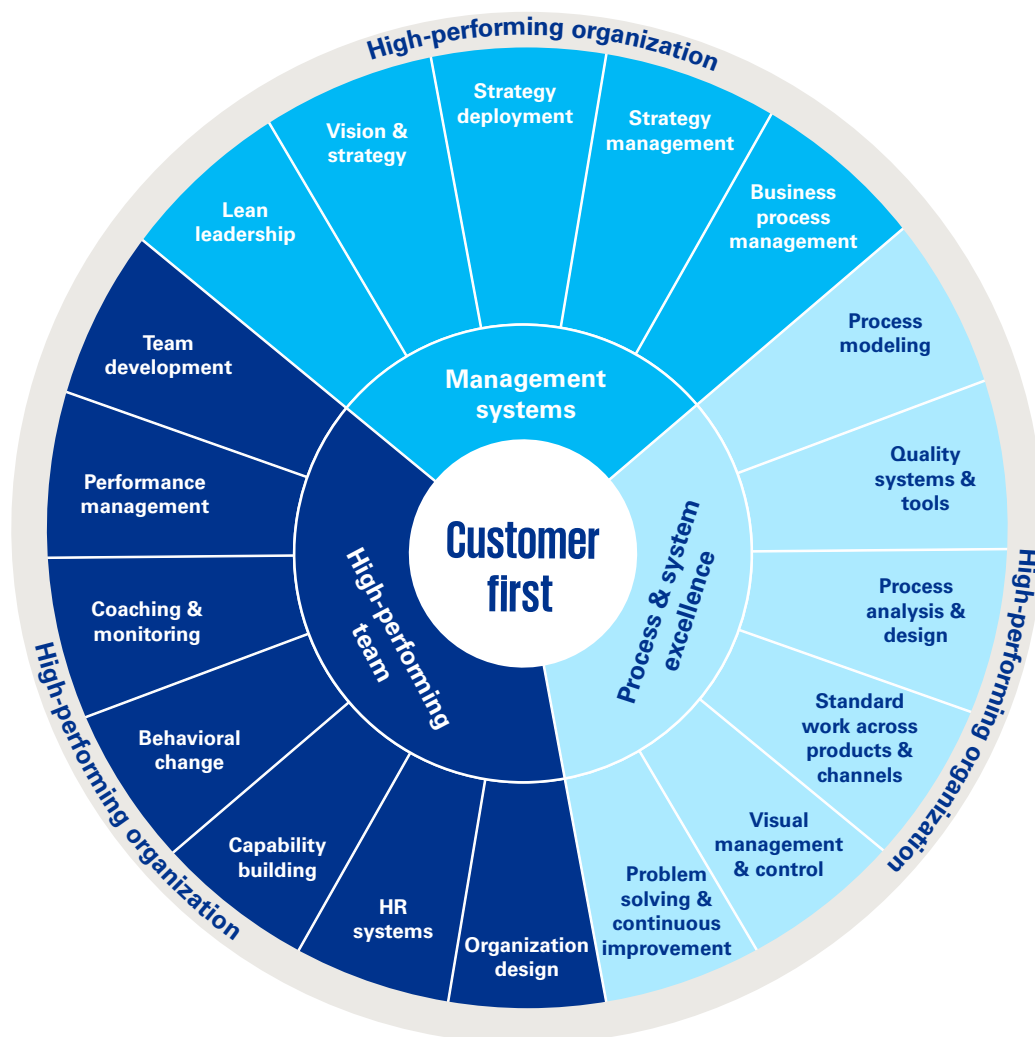 High-performing organization
Strategy
deployment
Vision &
strategy
Strategy
management
Lean
leadership
Business
process
management
Process
modeling
Quality
systems &
tools
Process
analysis &
design
Standard
work across
products &
channels
Visual
management
& control
Problem
solving &
continuous
improvement
Organization
design
HR
systems
Capability
building
Behavioral
change
Coaching &
monitoring
Performance
management
Team
development
Management
systems
Process & system
excellence
High-performing
team
Customer
first
High-performing organization
High-performing organization